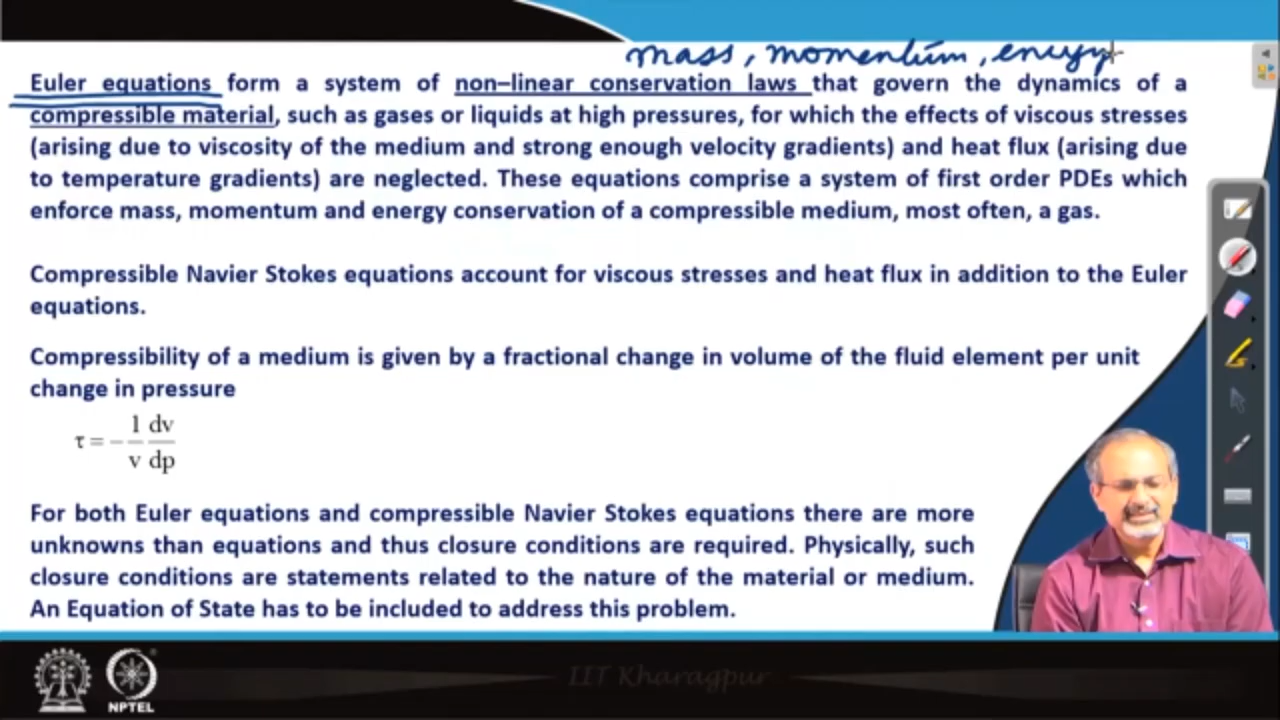 mass, momentum, energy
Euler equations form a system of non–linear conservation laws that govern the dynamics of a
compressible material, such as gases or liquids at high pressures, for which the effects of viscous stresses
(arising due to viscosity of the medium and strong enough velocity gradients) and heat flux (arising due
to temperature gradients) are neglected. These equations comprise a system of first order PDEs which
enforce mass, momentum and energy conservation of a compressible medium, most often, a gas.
Compressible Navier Stokes equations account for viscous stresses and heat flux in addition to the Euler
equations.
Compressibility of a medium is given by a fractional change in volume of the fluid element per unit
change in pressure
τ = - 1/v dv/dp
For both Euler equations and compressible Navier Stokes equations there are more
unknowns than equations and thus closure conditions are required. Physically, such
closure conditions are statements related to the nature of the material or medium.
An Equation of State has to be included to address this problem.
IIT Kharagpur
NPTEL